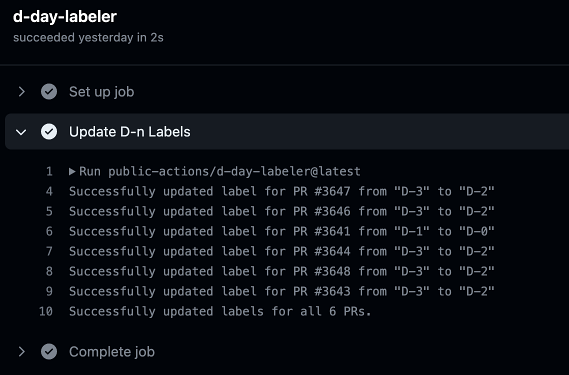 d-day-labeler
succeeded yesterday in 2s
Set up job
Update D-n Labels
1 Run public-actions/d-day-labeler@latest
4 Successfully updated label for PR #3647 from "D-3" to "D-2"
5 Successfully updated label for PR #3646 from "D-3" to "D-2"
6 Successfully updated label for PR #3641 from "D-1" to "D-0"
7 Successfully updated label for PR #3644 from "D-3" to "D-2"
8 Successfully updated label for PR #3648 from "D-3" to "D-2"
9 Successfully updated label for PR #3643 from "D-3" to "D-2"
10 Successfully updated labels for all 6 PRs.
Complete job